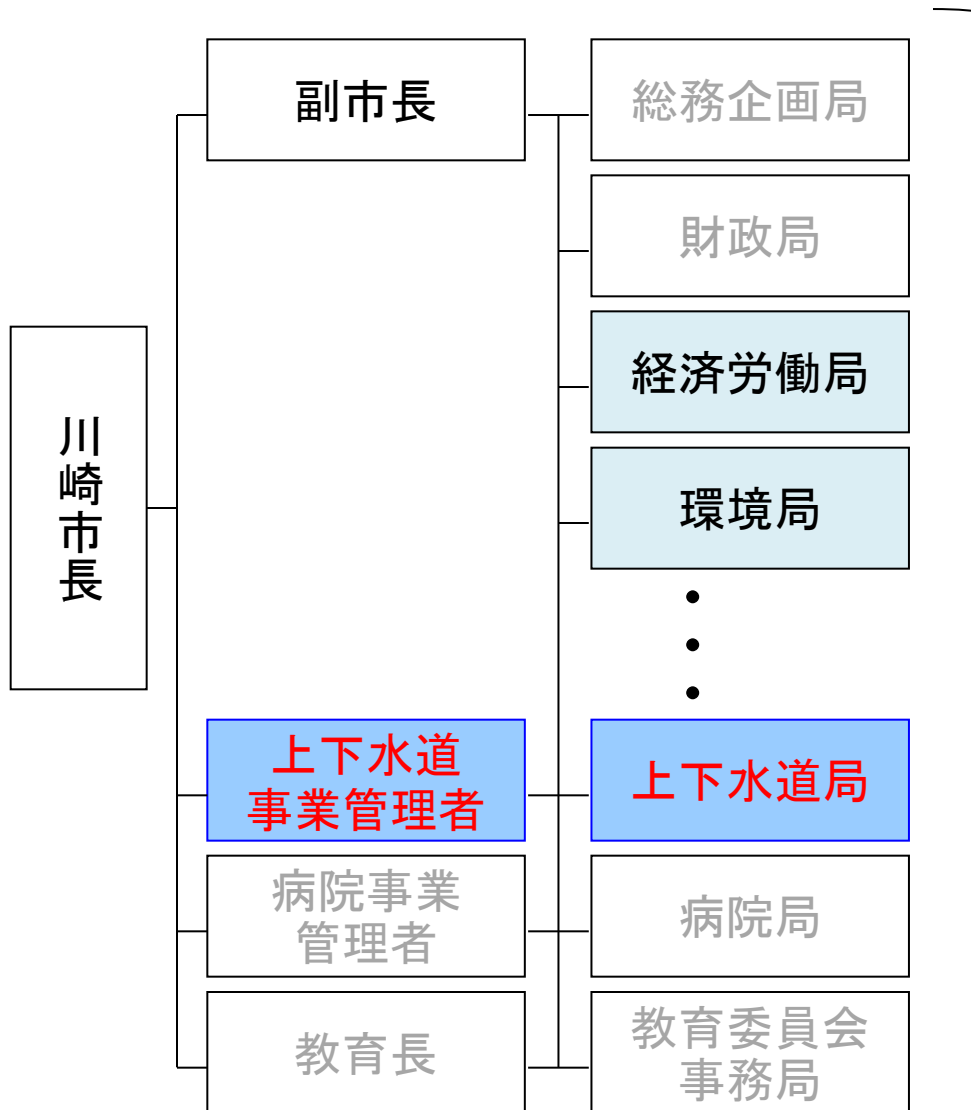 副市長
総務企画局
財政局
経済労働局
川崎市長
環境局
上下水道
事業管理者
上下水道局
病院事業
管理者
病院局
教育長
教育委員会
事務局